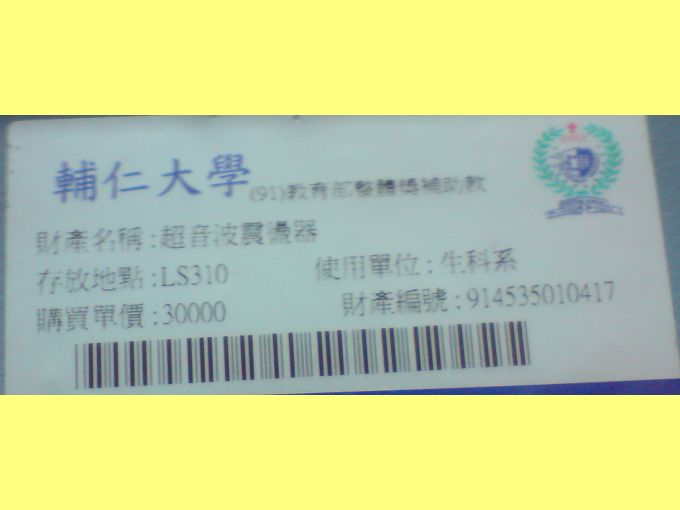 輔仁大學 (91)教育部整體獎補助款
財產名稱:超音波震盪器
存放地點:LS310 使用單位:生科系
購買單價:30000 財產編號:914535010417